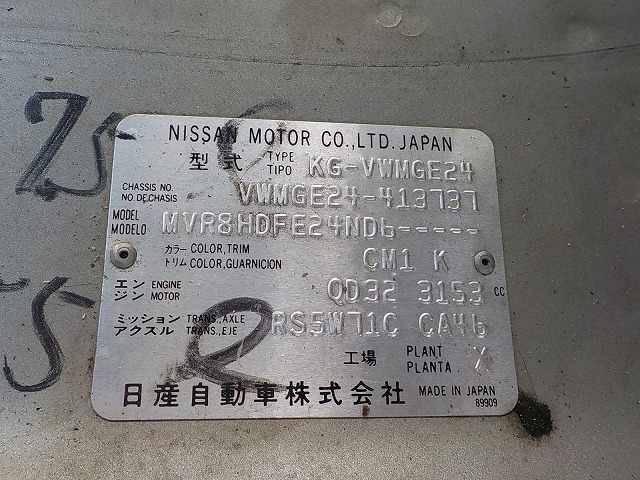 NISSAN MOTOR CO.,LTD. JAPAN
型式 TYPE TIPO KG-VWMGE24
CHASSIS NO. NO.DECHASIS VWMGE24-413737
MODEL MODELO MVR8HDFE24ND6-----
カラー COLOR,TRIM
トリム COLOR,GUARNICION CM1 K
エンジン ENGINE MOTOR QD32 3153 CC
ミッション TRANS.,AXLE
アクスル TRANS.,EJE RS5W71C CA46
工場 PLANT PLANTA X
日産自動車株式会社 MADE IN JAPAN
89909